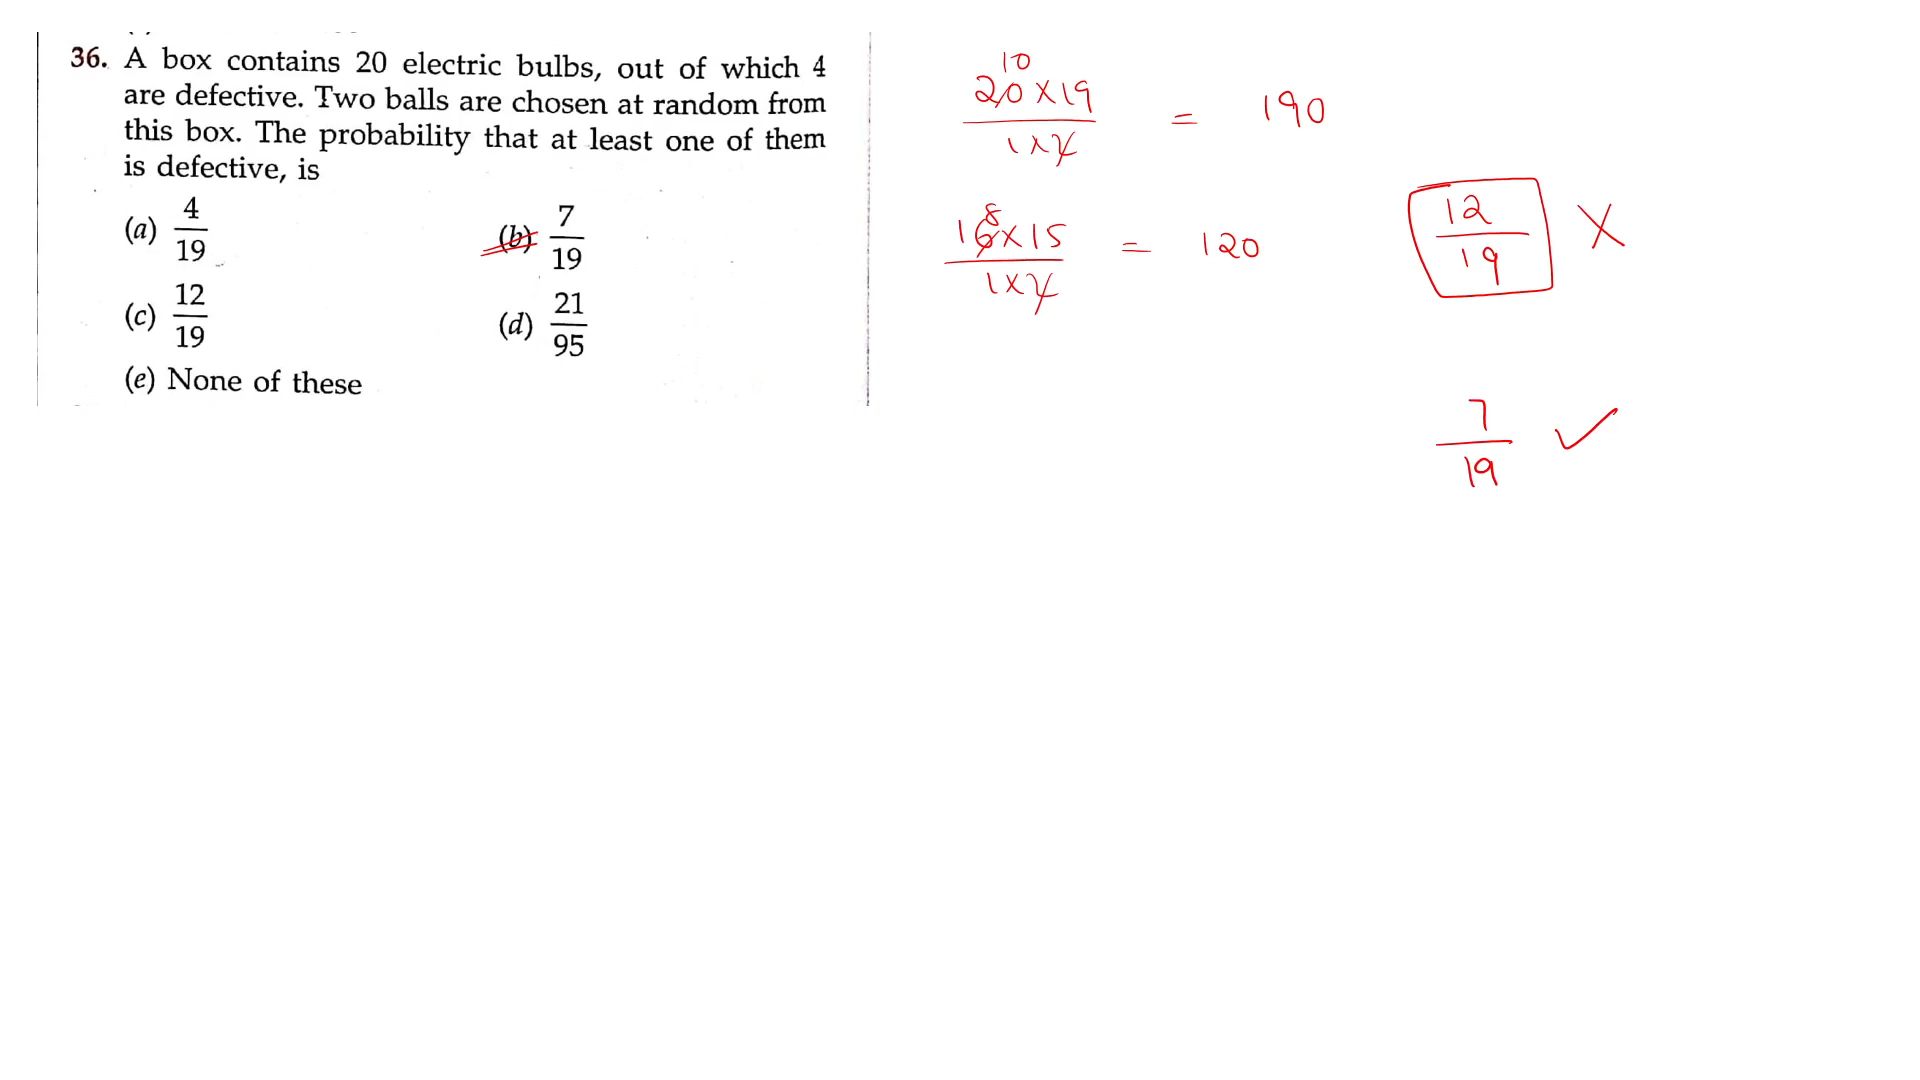 36. A box contains 20 electric bulbs, out of which 4
are defective. Two balls are chosen at random from
this box. The probability that at least one of them
is defective, is
(a) 4/19 (b) 7/19
(c) 12/19 (d) 21/95
(e) None of these
10
20 × 19
1 × 2
= 190
8
16 × 15
1 × 2
= 120
12
19
X
7
19
✓